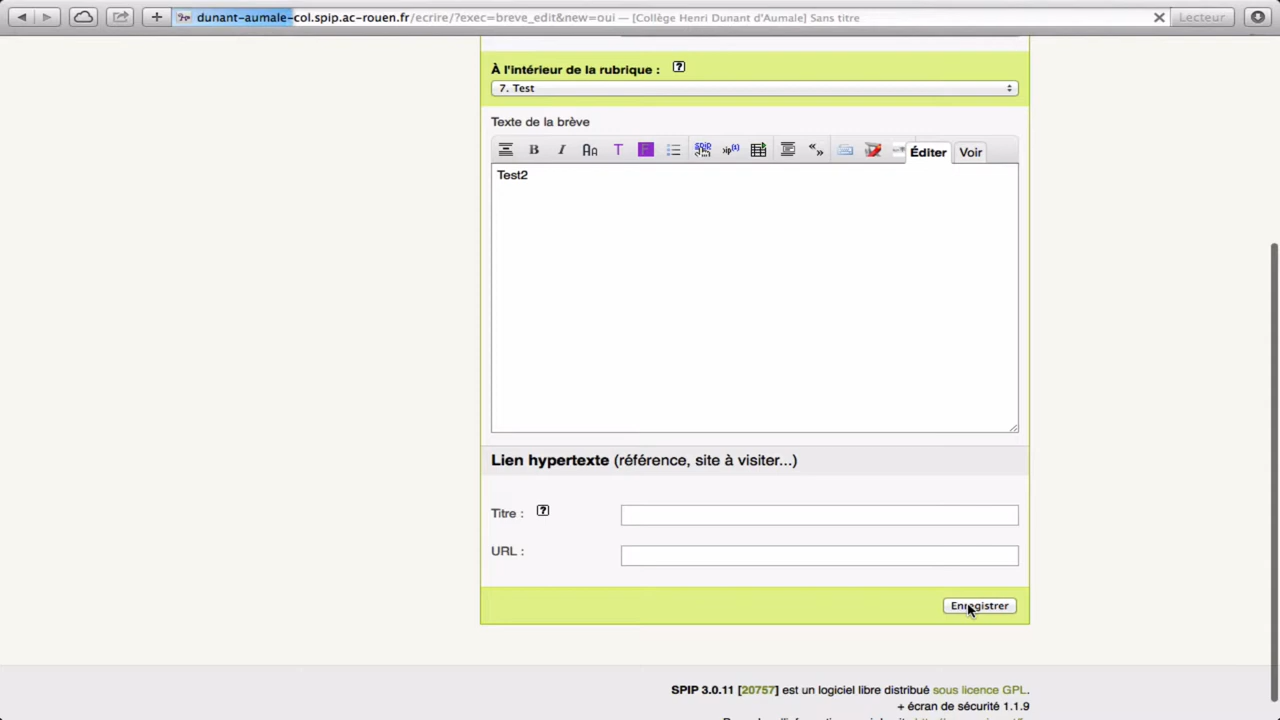 dunant-aumale-col.spip.ac-rouen.fr/ecrire/?exec=breve_edit&new=oui — [Collège Henri Dunant d'Aumale] Sans titre
Lecteur
À l'intérieur de la rubrique :
7. Test
Texte de la brève
Éditer Voir
Test2
Lien hypertexte (référence, site à visiter...)
Titre :
URL :
Enregistrer
SPIP 3.0.11 [20757] est un logiciel libre distribué sous licence GPL.
+ écran de sécurité 1.1.9